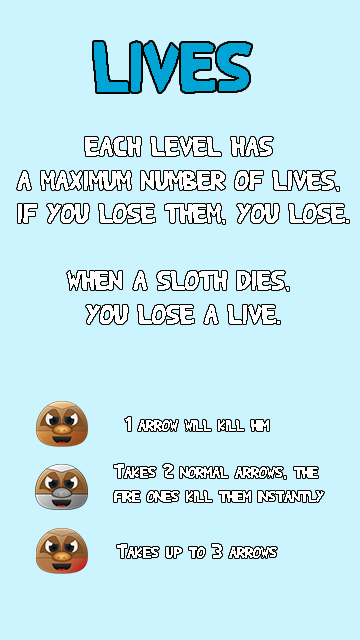 LIVES
EACH LEVEL HAS
A MAXIMUM NUMBER OF LIVES,
IF YOU LOSE THEM, YOU LOSE.
WHEN A SLOTH DIES,
YOU LOSE A LIVE.
1 ARROW WILL KILL HIM
TAKES 2 NORMAL ARROWS, THE
FIRE ONES KILL THEM INSTANTLY
TAKES UP TO 3 ARROWS